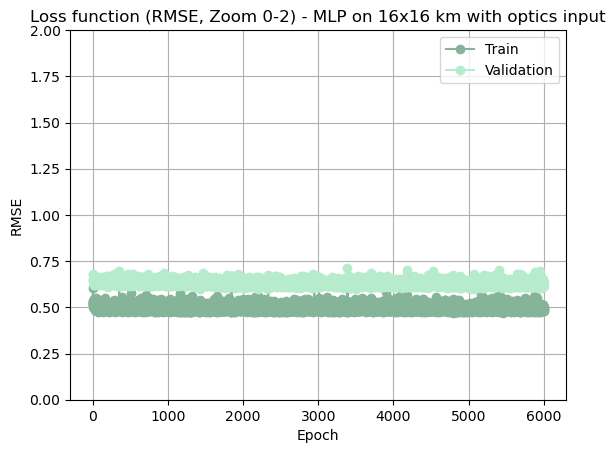 Loss function (RMSE, Zoom 0-2) - MLP on 16x16 km with optics input
2.00
1.75
1.50
1.25
1.00
0.75
0.50
0.25
0.00
RMSE
Train
Validation
0 1000 2000 3000 4000 5000 6000
Epoch